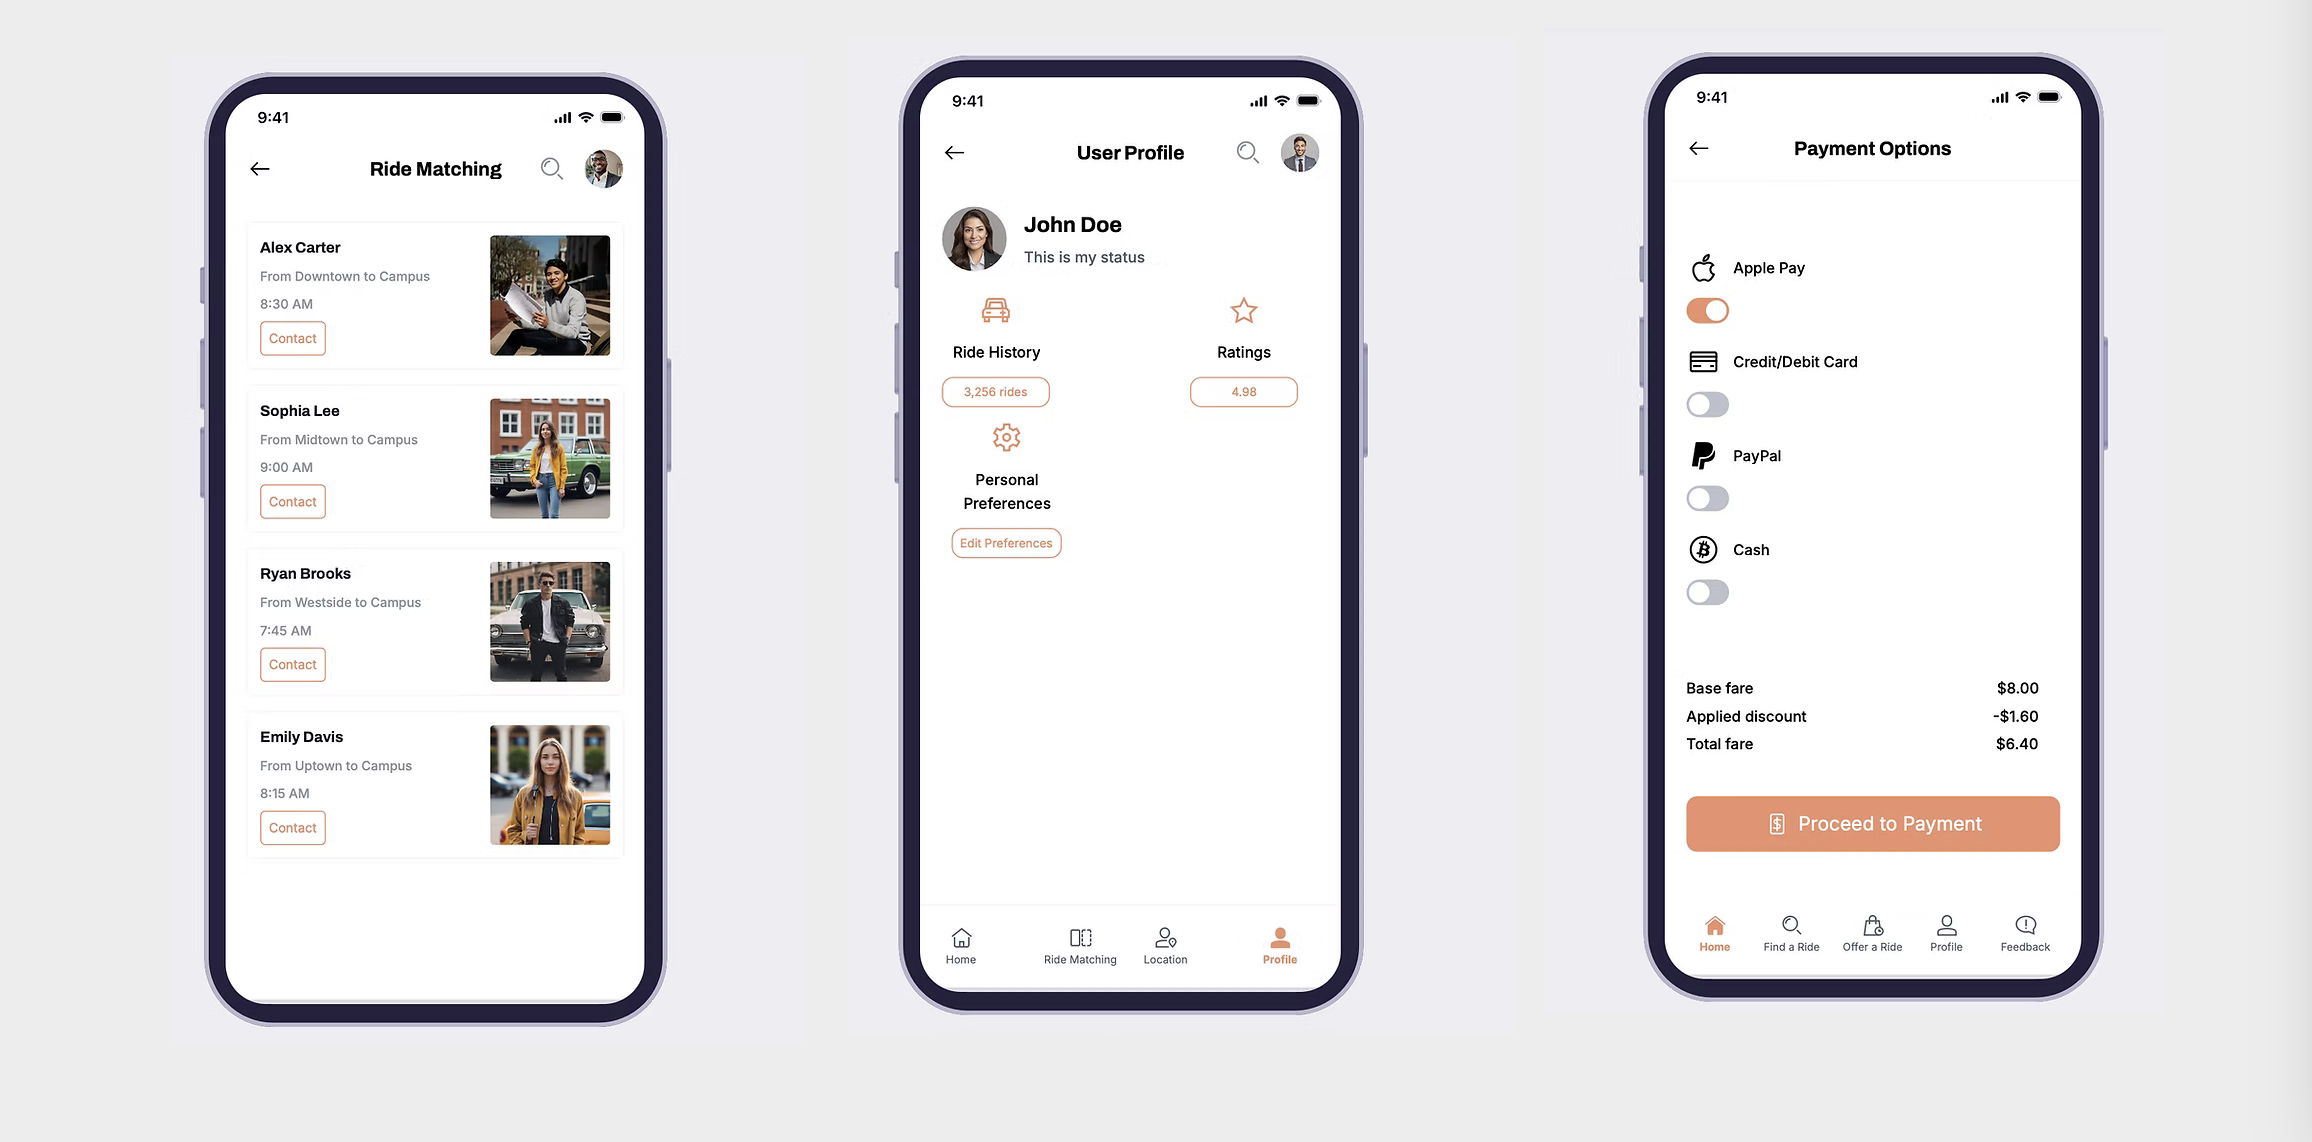 9:41
Ride Matching
Alex Carter
From Downtown to Campus
8:30 AM
Contact
Sophia Lee
From Midtown to Campus
9:00 AM
Contact
Ryan Brooks
From Westside to Campus
7:45 AM
Contact
Emily Davis
From Uptown to Campus
8:15 AM
Contact
9:41
User Profile
John Doe
This is my status
Ride History
Ratings
3,256 rides
4.98
Personal
Preferences
Edit Preferences
Home
Ride Matching
Location
Profile
9:41
Payment Options
Apple Pay
Credit/Debit Card
PayPal
Cash
Base fare $8.00
Applied discount -$1.60
Total fare $6.40
Proceed to Payment
Home
Find a Ride
Offer a Ride
Profile
Feedback